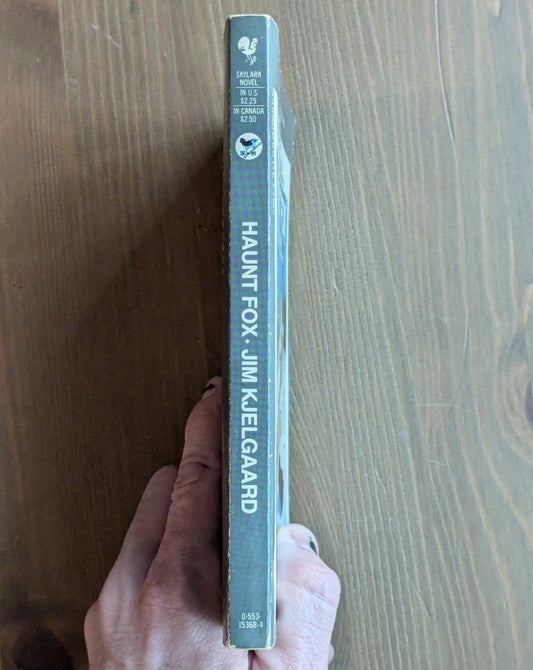 SKYLARK
NOVEL
IN U.S.
$2.25
IN CANADA
$2.50
HAUNT FOX • JIM KJELGAARD
0-553-
15368-4